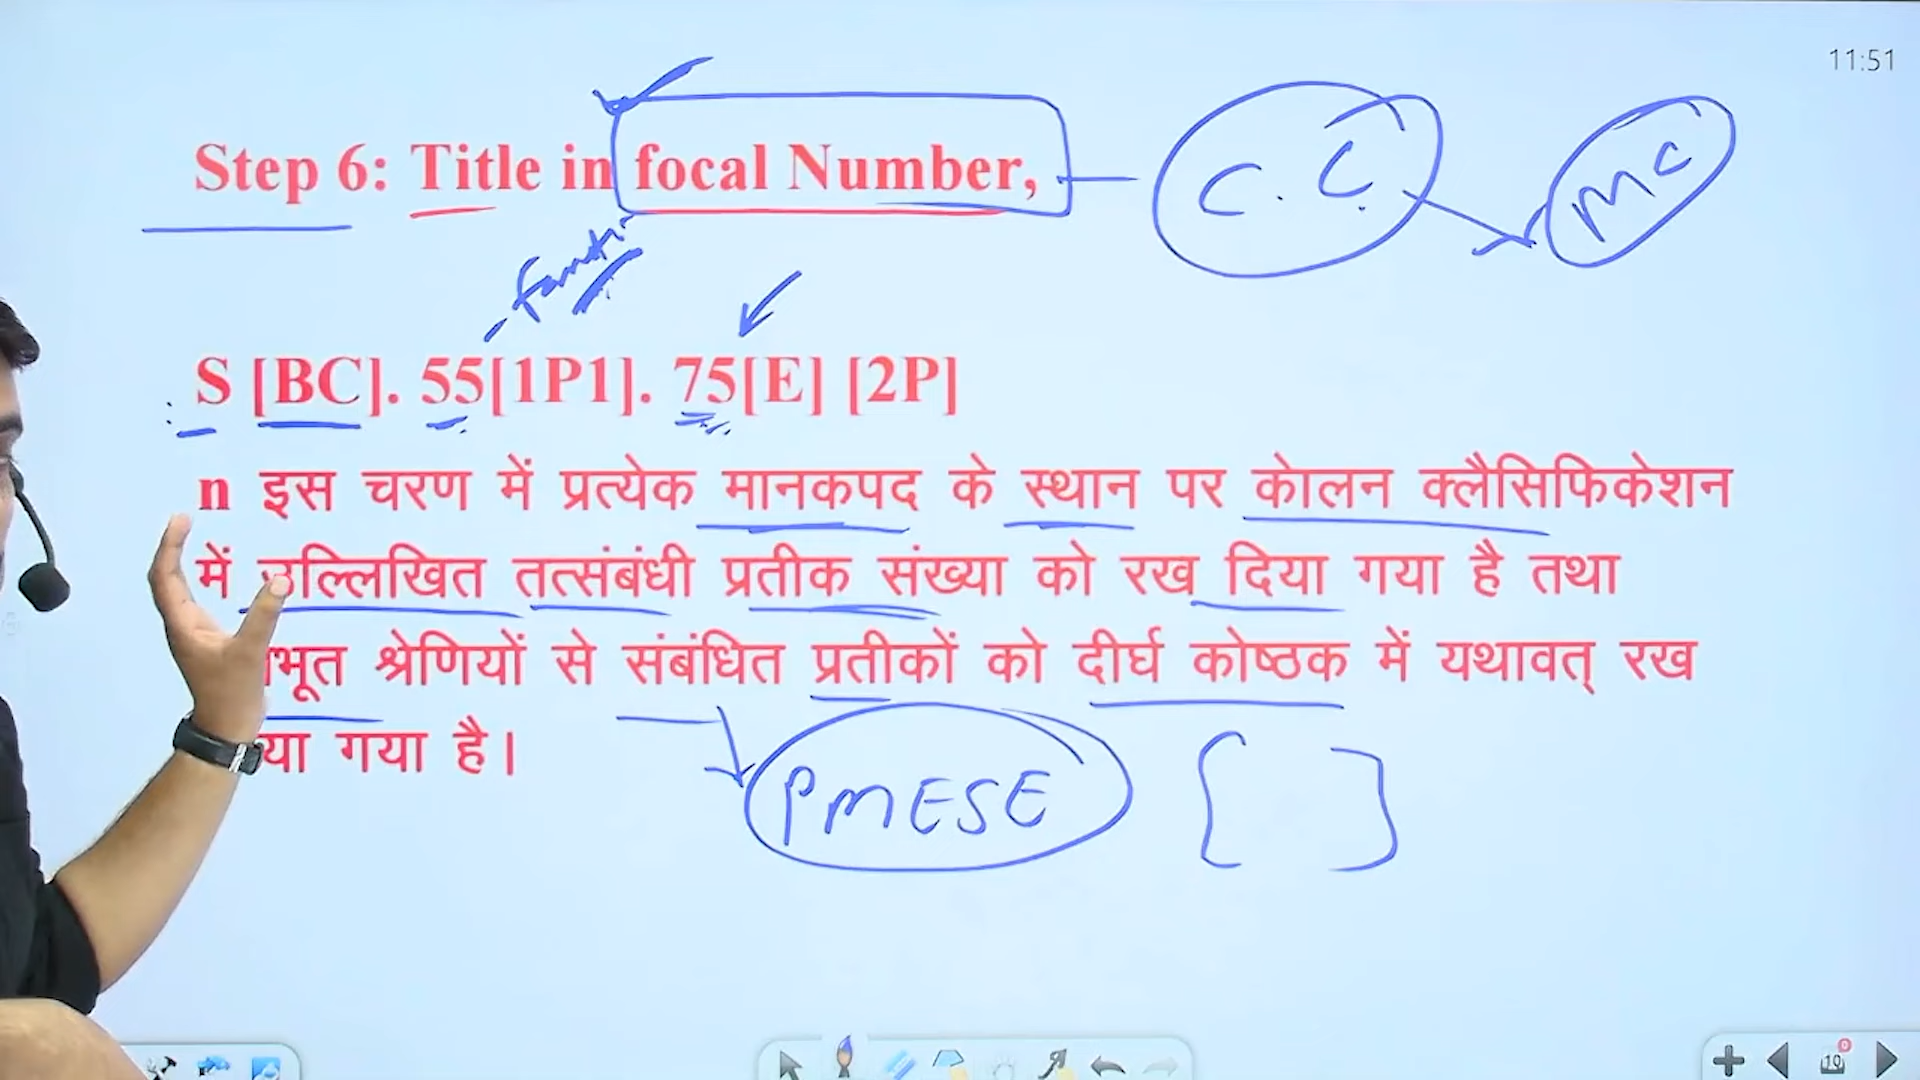 11:51
Step 6: Title in focal Number,
C.C.
MC
S [BC]. 55[1P1]. 75[E] [2P]
n इस चरण में प्रत्येक मानकपद के स्थान पर कोलन क्लैसिफिकेशन
में उल्लिखित तत्संबंधी प्रतीक संख्या को रख दिया गया है तथा
भूत श्रेणियों से संबंधित प्रतीकों को दीर्घ कोष्ठक में यथावत् रख
या गया है।
PMESE [ ]
10